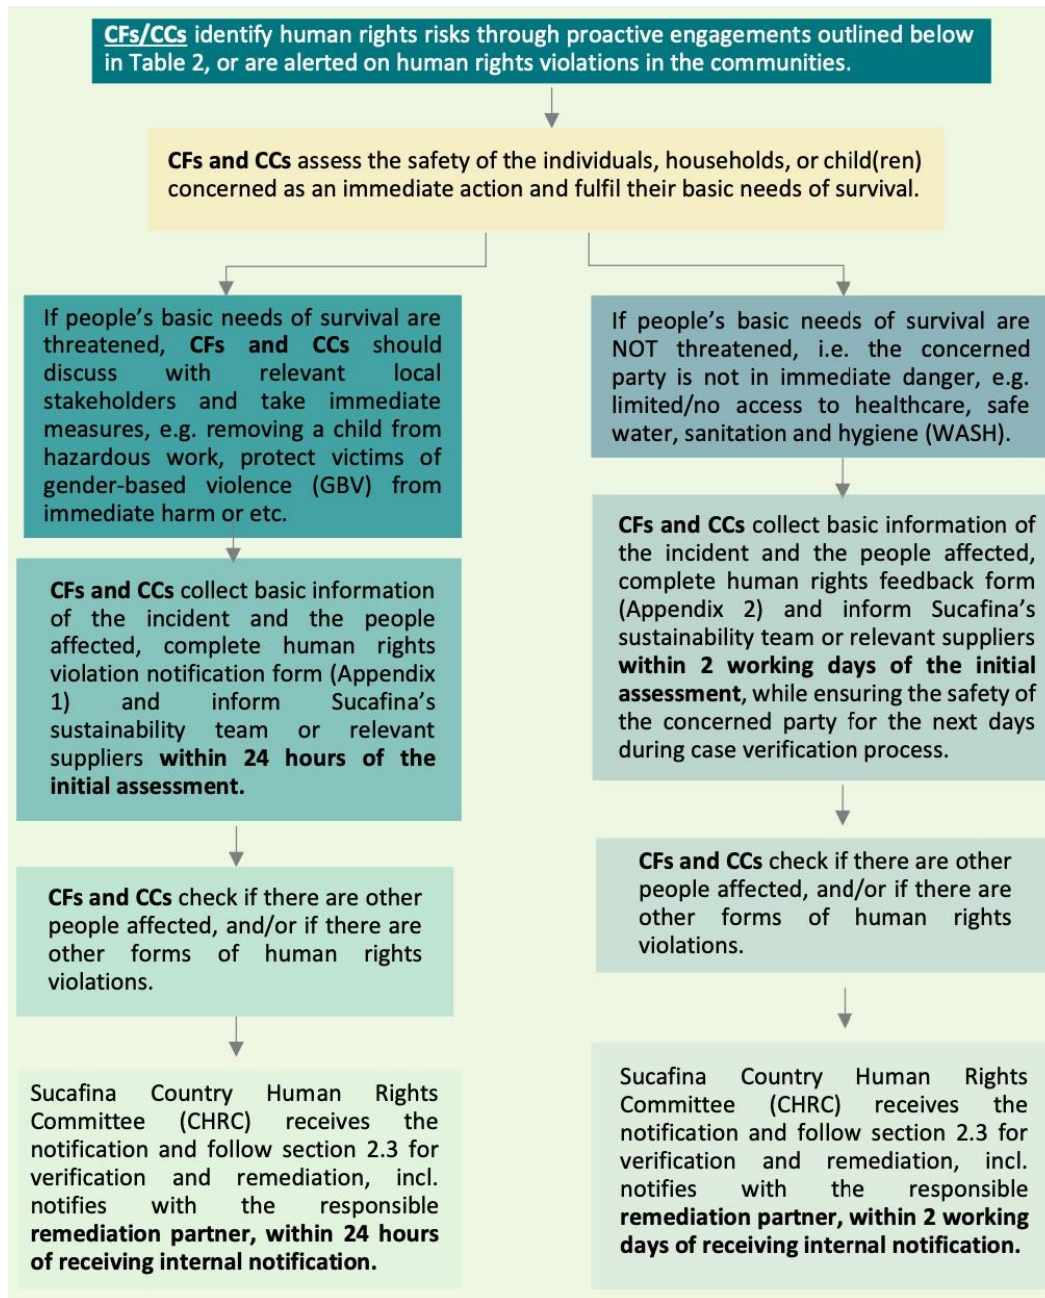 CFs/CCs identify human rights risks through proactive engagements outlined below
in Table 2, or are alerted on human rights violations in the communities.
CFs and CCs assess the safety of the individuals, households, or child(ren)
concerned as an immediate action and fulfil their basic needs of survival.
If people's basic needs of survival are
threatened, CFs and CCs should
discuss with relevant local
stakeholders and take immediate
measures, e.g. removing a child from
hazardous work, protect victims of
gender-based violence (GBV) from
immediate harm or etc.
CFs and CCs collect basic information
of the incident and the people
affected, complete human rights
violation notification form (Appendix
1) and inform Sucafina's
sustainability team or relevant
suppliers within 24 hours of the
initial assessment.
CFs and CCs check if there are other
people affected, and/or if there are
other forms of human rights
violations.
Sucafina Country Human Rights
Committee (CHRC) receives the
notification and follow section 2.3 for
verification and remediation, incl.
notifies with the responsible
remediation partner, within 24 hours
of receiving internal notification.
If people's basic needs of survival are
NOT threatened, i.e. the concerned
party is not in immediate danger, e.g.
limited/no access to healthcare, safe
water, sanitation and hygiene (WASH).
CFs and CCs collect basic information of
the incident and the people affected,
complete human rights feedback form
(Appendix 2) and inform Sucafina's
sustainability team or relevant suppliers
within 2 working days of the initial
assessment, while ensuring the safety of
the concerned party for the next days
during case verification process.
CFs and CCs check if there are other
people affected, and/or if there are
other forms of human rights
violations.
Sucafina Country Human Rights
Committee (CHRC) receives the
notification and follow section 2.3 for
verification and remediation, incl.
notifies with the responsible
remediation partner, within 2 working
days of receiving internal notification.